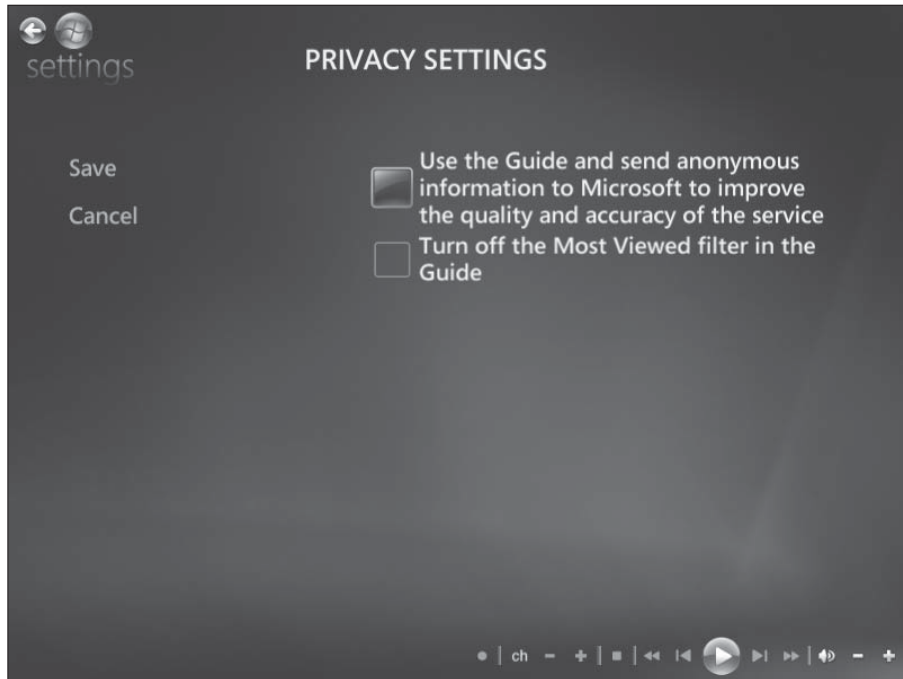 settings
PRIVACY SETTINGS
Save
Cancel
Use the Guide and send anonymous
information to Microsoft to improve
the quality and accuracy of the service
Turn off the Most Viewed filter in the
Guide
ch - +
- +